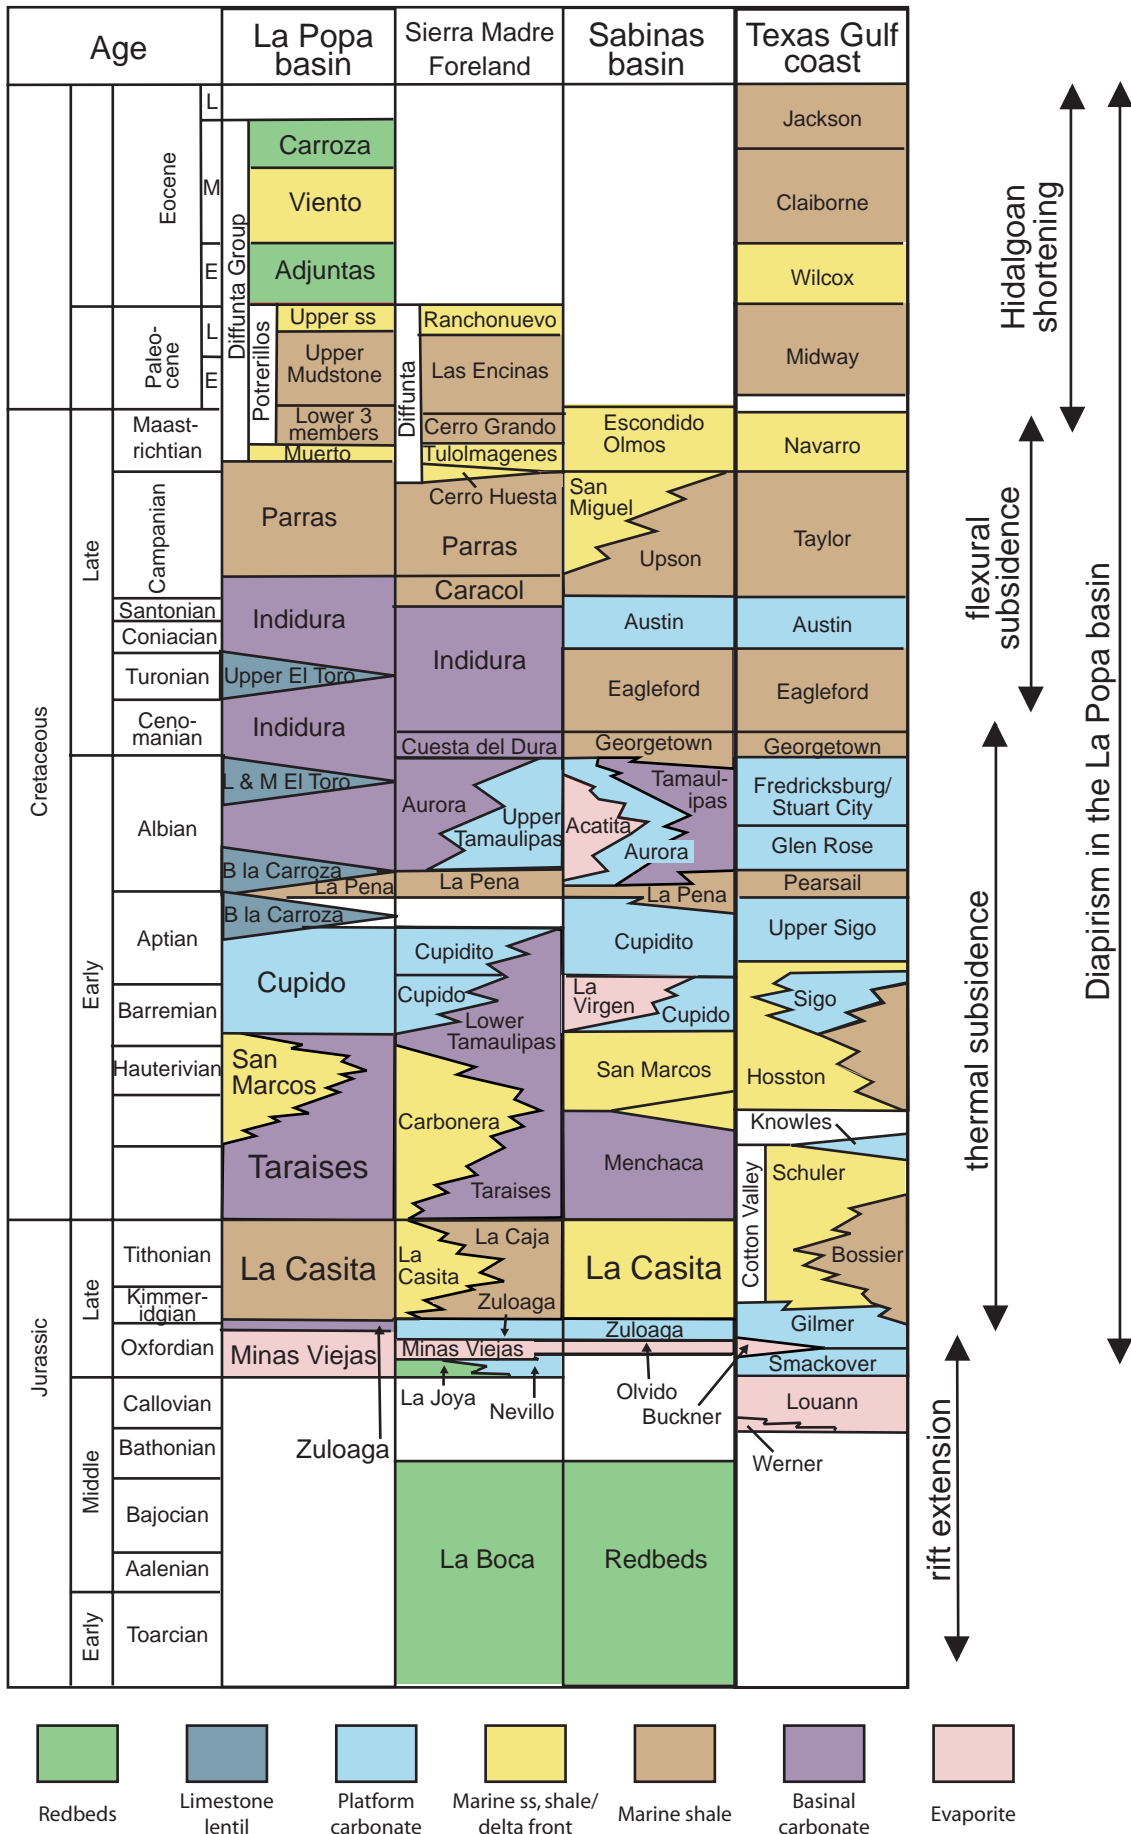 Age
La Popa
basin
Sierra Madre
Foreland
Sabinas
basin
Texas Gulf
coast
Eocene
L
M
E
Paleo-
cene
L
E
Cretaceous
Late
Maast-
richtian
Campanian
Santonian
Coniacian
Turonian
Ceno-
manian
Early
Albian
Aptian
Barremian
Hauterivian
Jurassic
Late
Tithonian
Kimmer-
idgian
Oxfordian
Middle
Callovian
Bathonian
Bajocian
Aalenian
Early
Toarcian
Diffunta Group
Carroza
Viento
Adjuntas
Potrerillos
Upper ss
Upper
Mudstone
Lower 3
members
Muerto
Parras
Indidura
Upper El Toro
Indidura
L & M El Toro
B la Carroza
La Pena
B la Carroza
Cupido
San
Marcos
Taraises
La Casita
Minas Viejas
Zuloaga
Diffunta
Ranchonuevo
Las Encinas
Cerro Grando
Tulolmagenes
Cerro Huesta
Parras
Caracol
Indidura
Cuesta del Dura
Aurora
Upper
Tamaulipas
La Pena
Cupidito
Cupido
Lower
Tamaulipas
Carbonera
Taraises
La Caja
La
Casita
Zuloaga
Minas Viejas
La Joya
Nevillo
La Boca
Escondido
Olmos
San
Miguel
Upson
Austin
Eagleford
Georgetown
Tamaul-
ipas
Acatita
Aurora
La Pena
Cupidito
La
Virgen
Cupido
San Marcos
Menchaca
La Casita
Zuloaga
Olvido
Redbeds
Jackson
Claiborne
Wilcox
Midway
Navarro
Taylor
Austin
Eagleford
Georgetown
Fredricksburg/
Stuart City
Glen Rose
Pearsail
Upper Sigo
Sigo
Hosston
Knowles
Cotton Valley
Schuler
Bossier
Gilmer
Buckner
Smackover
Louann
Werner
Hidalgoan
shortening
flexural
subsidence
thermal subsidence
rift extension
Diapirism in the La Popa basin
Redbeds
Limestone
lentil
Platform
carbonate
Marine ss, shale/
delta front
Marine shale
Basinal
carbonate
Evaporite